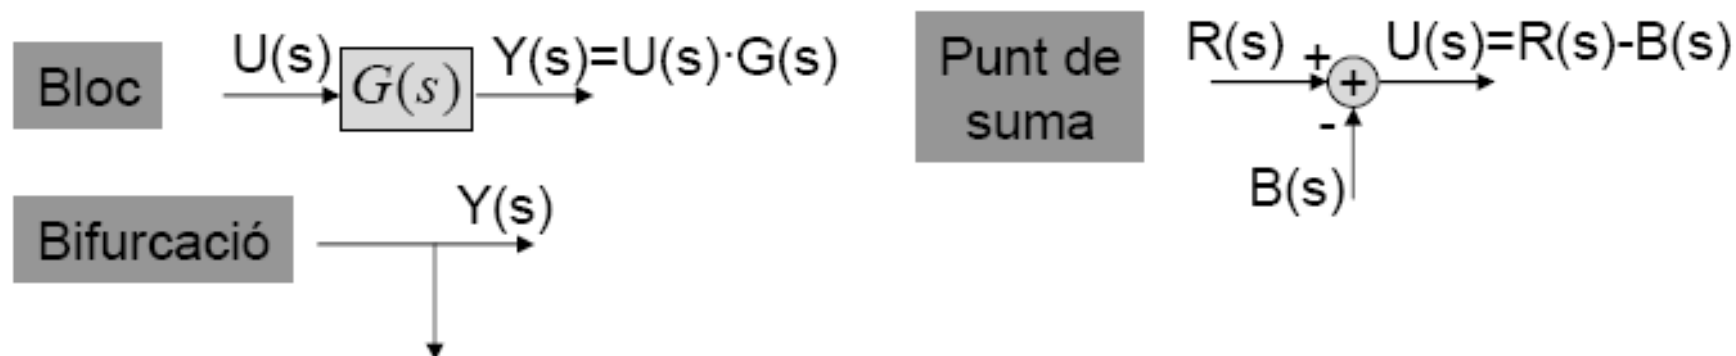 Bloc
U(s)
G(s)
Y(s)=U(s)·G(s)
Bifurcació
Y(s)
Punt de
suma
R(s)
+
+
-
U(s)=R(s)-B(s)
B(s)